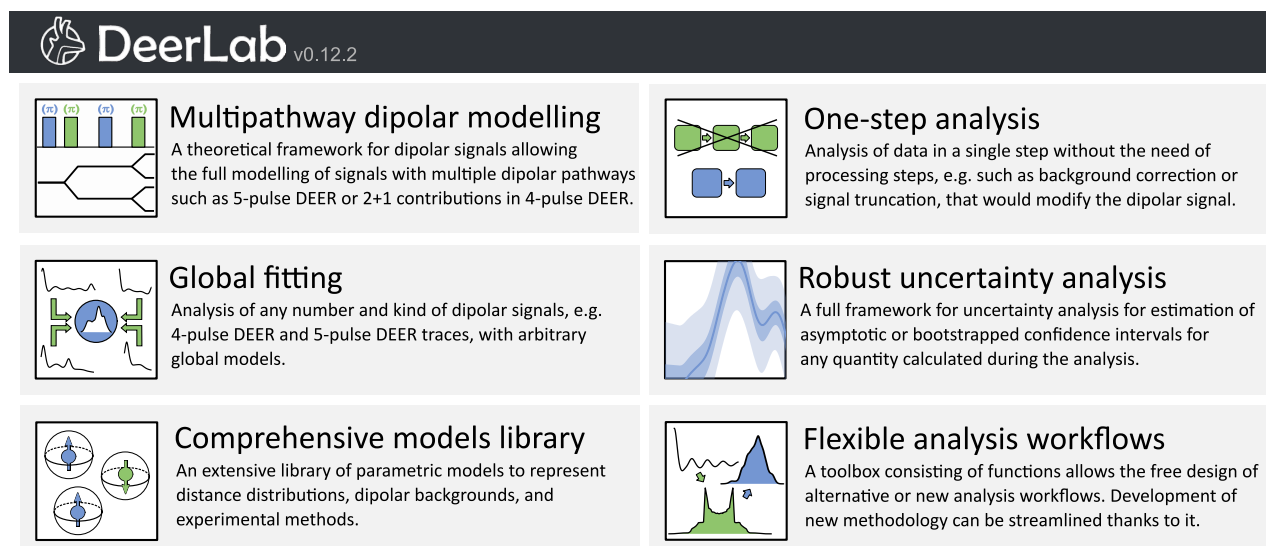 DeerLab v0.12.2
(π) (π) (π) (π)
Multipathway dipolar modelling
A theoretical framework for dipolar signals allowing
the full modelling of signals with multiple dipolar pathways
such as 5-pulse DEER or 2+1 contributions in 4-pulse DEER.
One-step analysis
Analysis of data in a single step without the need of
processing steps, e.g. such as background correction or
signal truncation, that would modify the dipolar signal.
Global fitting
Analysis of any number and kind of dipolar signals, e.g.
4-pulse DEER and 5-pulse DEER traces, with arbitrary
global models.
Robust uncertainty analysis
A full framework for uncertainty analysis for estimation of
asymptotic or bootstrapped confidence intervals for
any quantity calculated during the analysis.
Comprehensive models library
An extensive library of parametric models to represent
distance distributions, dipolar backgrounds, and
experimental methods.
Flexible analysis workflows
A toolbox consisting of functions allows the free design of
alternative or new analysis workflows. Development of
new methodology can be streamlined thanks to it.